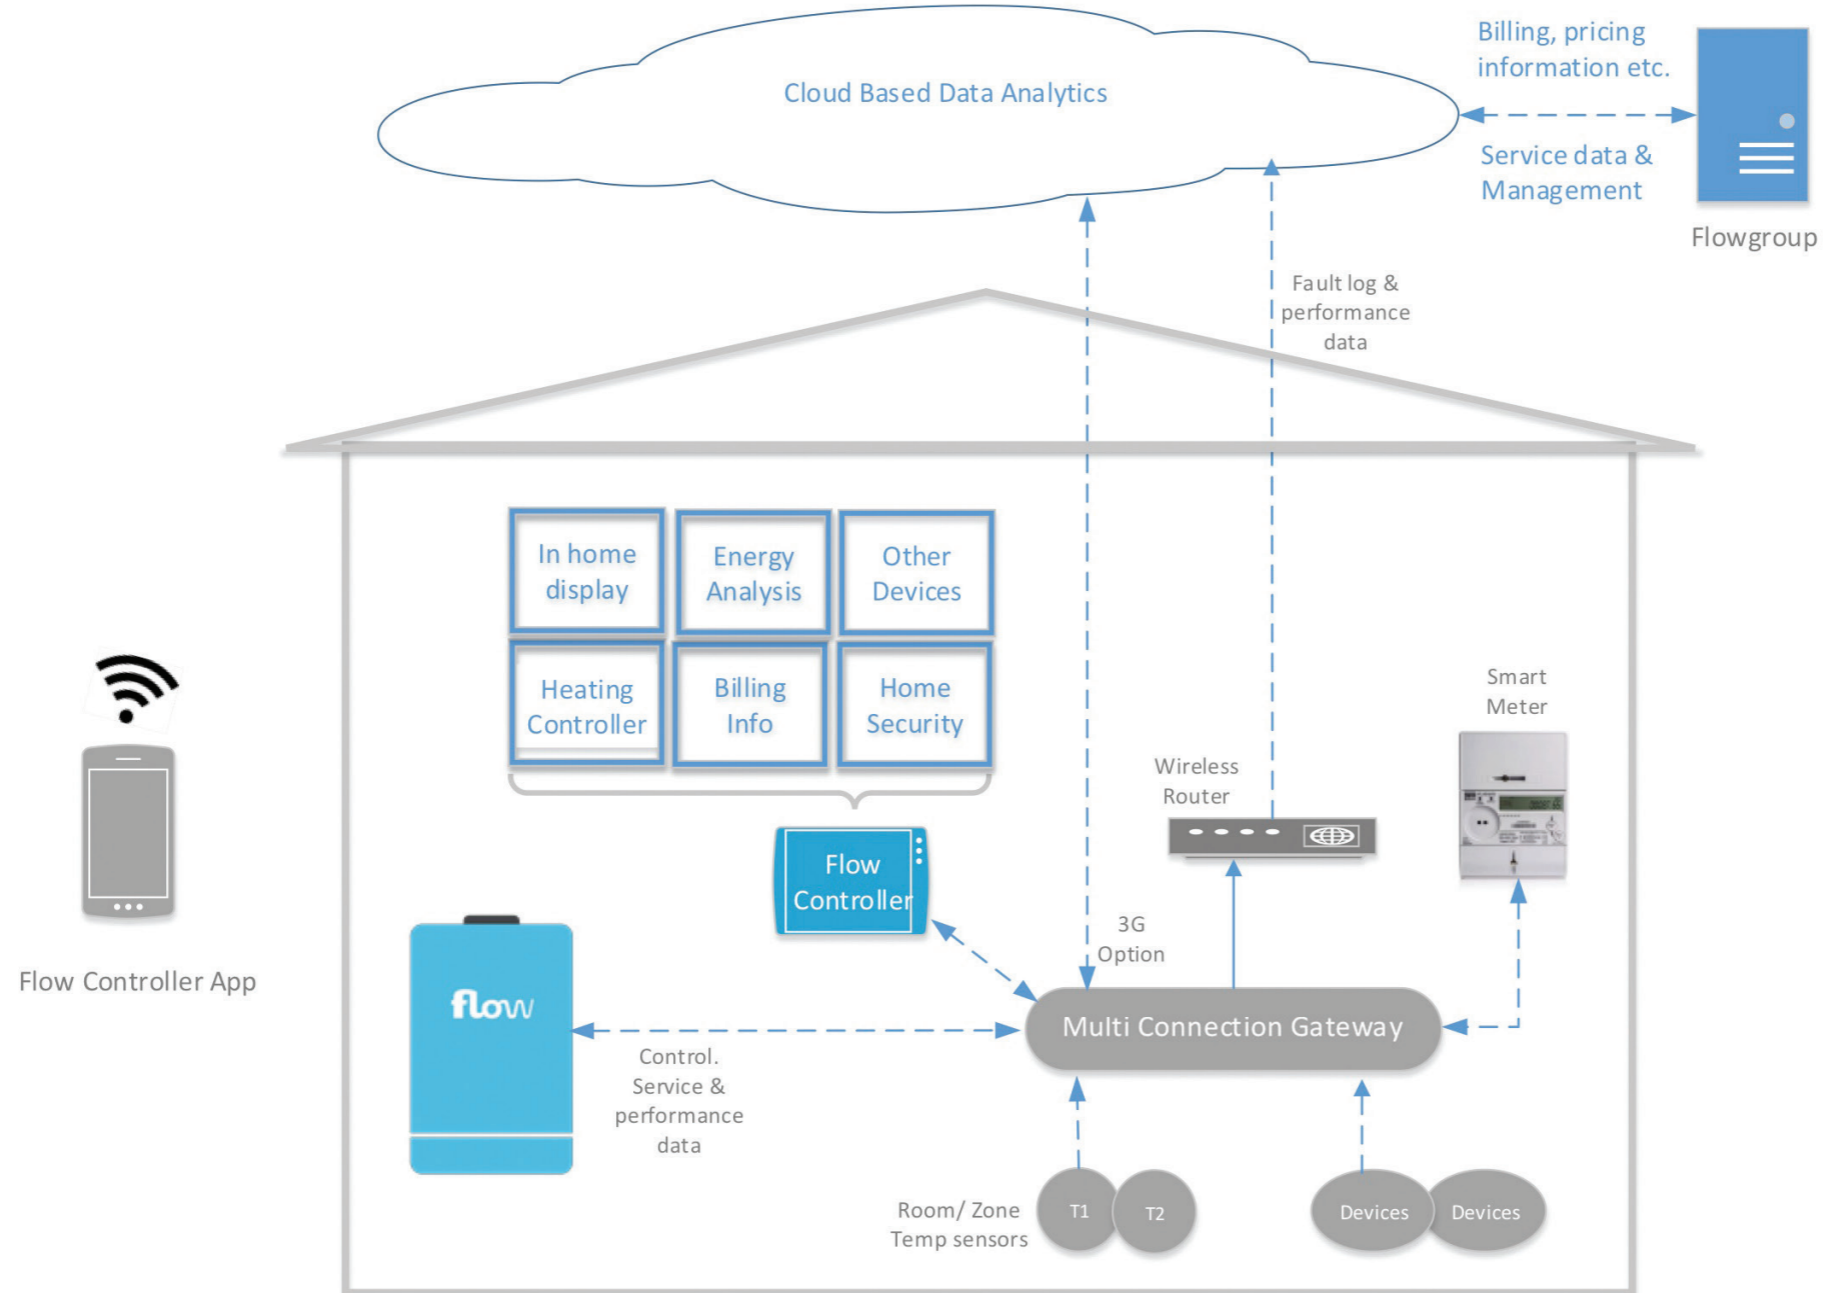 Cloud Based Data Analytics
Billing, pricing
information etc.
Service data &
Management
Flowgroup
Fault log &
performance
data
In home
display
Energy
Analysis
Other
Devices
Heating
Controller
Billing
Info
Home
Security
Smart
Meter
Wireless
Router
Flow
Controller
3G
Option
Flow Controller App
flow
Multi Connection Gateway
Control.
Service &
performance
data
Room/ Zone
Temp sensors
T1
T2
Devices
Devices